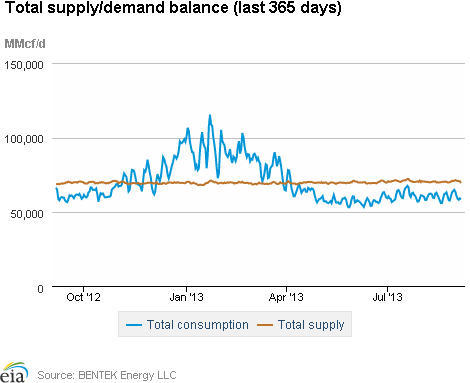 Total supply/demand balance (last 365 days)
MMcf/d
150,000
100,000
50,000
0
Oct '12 Jan '13 Apr '13 Jul '13
Total consumption Total supply
eia Source: BENTEK Energy LLC